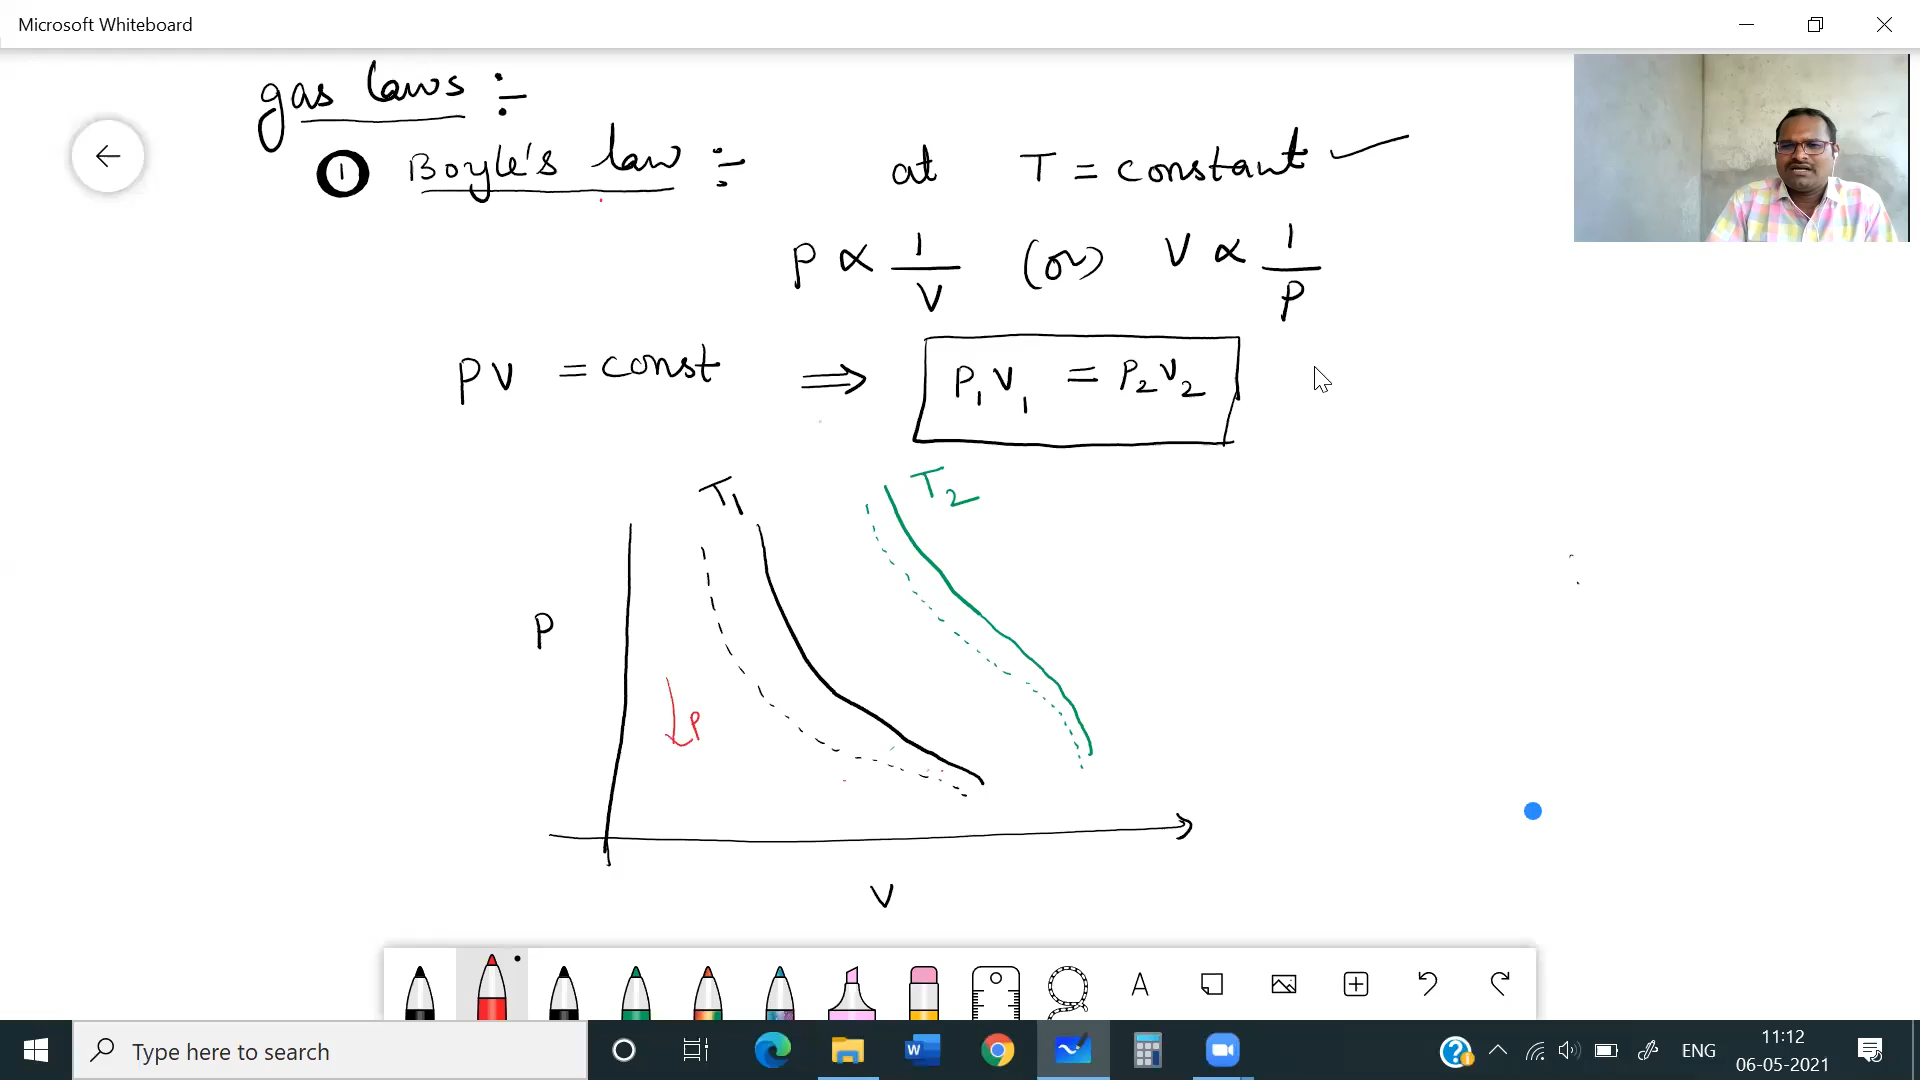 Microsoft Whiteboard
gas laws :-
① Boyle's law :- at T = constant ✓
P ∝ 1/V (or) V ∝ 1/P
PV = const ⇒ P₁V₁ = P₂V₂
T₁ T₂
P
↓P
V
A
Type here to search
W
ENG
11:12
06-05-2021